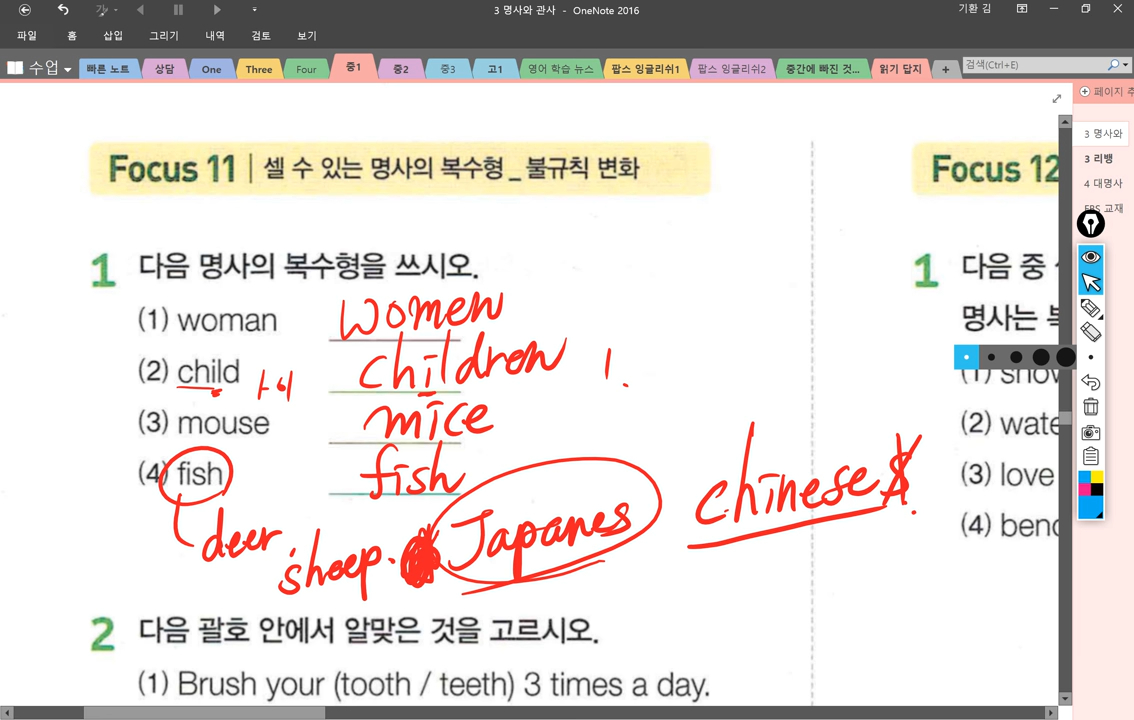 3 명사와 관사 - OneNote 2016
기환 김
파일 홈 삽입 그리기 내역 검토 보기
수업 빠른 노트 상담 One Three Four 중1 중2 중3 고1 영어 학습 노트 팝스 잉글리쉬1 팝스 잉글리쉬2 중간에 빠진 것... 읽기 답지 + 검색(Ctrl+E)
페이지 추
3 명사와
3 리뱅
4 대명사
EBS 교재
Focus 11 | 셀 수 있는 명사의 복수형_불규칙 변화
1 다음 명사의 복수형을 쓰시오.
(1) woman women
(2) child children
(3) mouse mice
(4) fish fish
deer sheep. Japanes chinese
2 다음 괄호 안에서 알맞은 것을 고르시오.
(1) Brush your (tooth / teeth) 3 times a day.
Focus 12
1 다음 중
명사는
(1) snow
(2) wate
(3) love
(4) benc